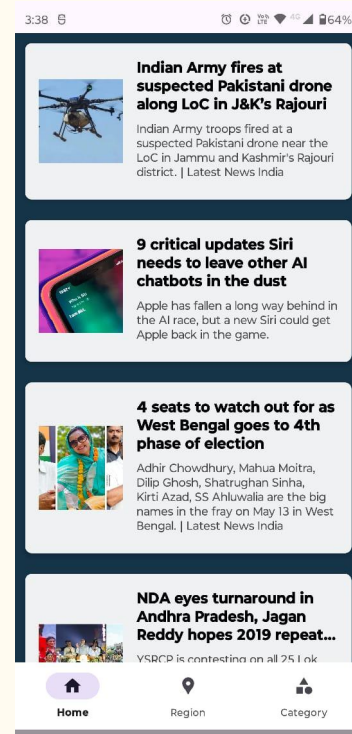 3:38
Vo))
LTE
4G
64%
Indian Army fires at
suspected Pakistani drone
along LoC in J&K's Rajouri
Indian Army troops fired at a
suspected Pakistani drone near the
LoC in Jammu and Kashmir's Rajouri
district. | Latest News India
9 critical updates Siri
needs to leave other AI
chatbots in the dust
Apple has fallen a long way behind in
the AI race, but a new Siri could get
Apple back in the game.
4 seats to watch out for as
West Bengal goes to 4th
phase of election
Adhir Chowdhury, Mahua Moitra,
Dilip Ghosh, Shatrughan Sinha,
Kirti Azad, SS Ahluwalia are the big
names in the fray on May 13 in West
Bengal. | Latest News India
NDA eyes turnaround in
Andhra Pradesh, Jagan
Reddy hopes 2019 repeat...
YSRCP is contesting on all 25 Lok
Home
Region
Category